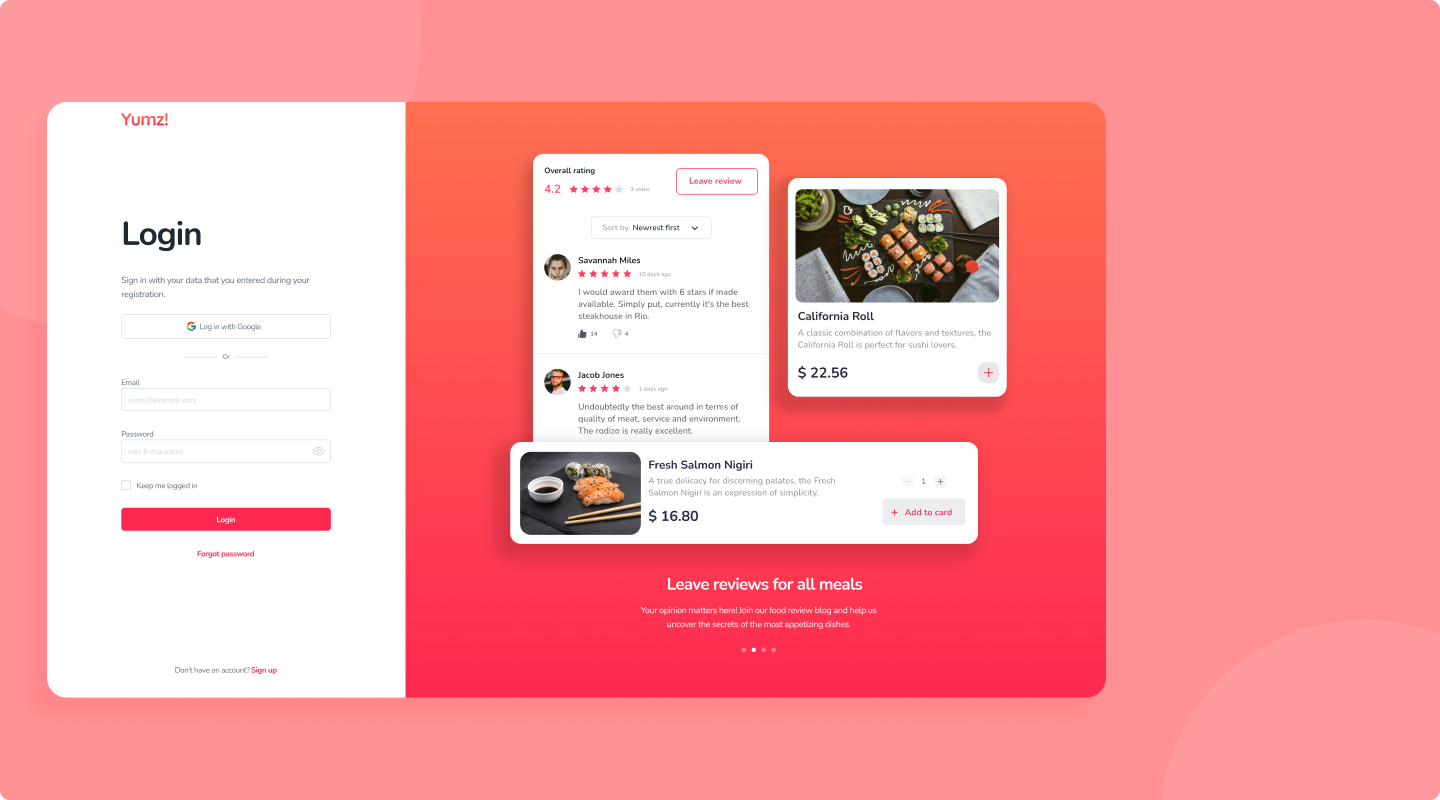 Yumz!
Login
Sign in with your data that you entered during your
registration.
Log in with Google
Or
Email
name@example.com
Password
min. 8 characters
Keep me logged in
Login
Forgot password
Don't have an account? Sign up
Overall rating
4.2
3 votes
Leave review
Sort by: Newrest first
Savannah Miles
10 days ago
I would award them with 6 stars if made
available. Simply put, currently it's the best
steakhouse in Rio.
14
4
Jacob Jones
1 days ago
Undoubtedly the best around in terms of
quality of meat, service and environment.
The rodizo is really excellent.
California Roll
A classic combination of flavors and textures, the
California Roll is perfect for sushi lovers.
$ 22.56
+
Fresh Salmon Nigiri
A true delicacy for discerning palates, the Fresh
Salmon Nigiri is an expression of simplicity.
$ 16.80
− 1 +
+ Add to card
Leave reviews for all meals
Your opinion matters here! Join our food review blog and help us
uncover the secrets of the most appetizing dishes.